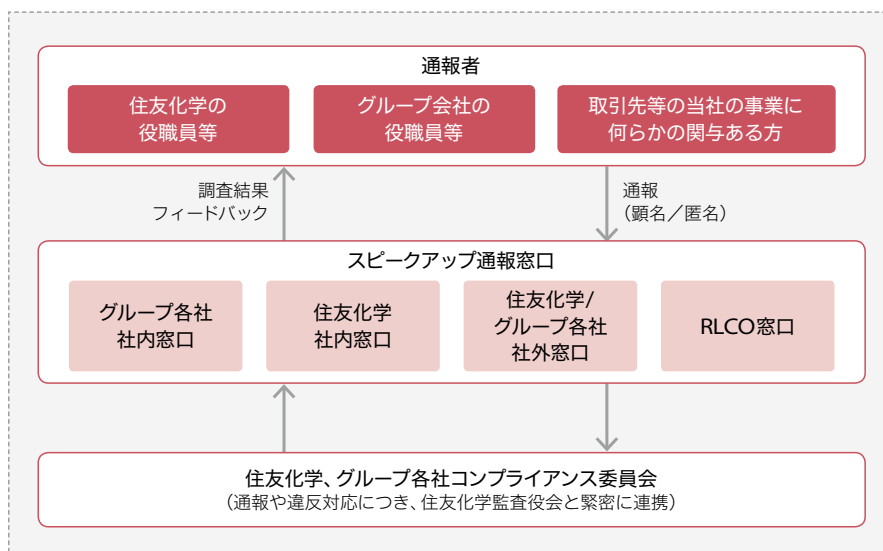 通報者
住友化学の
役職員等
グループ会社の
役職員等
取引先等の当社の事業に
何らかの関与ある方
調査結果
フィードバック
通報
（顕名／匿名）
スピークアップ通報窓口
グループ各社
社内窓口
住友化学
社内窓口
住友化学/
グループ各社
社外窓口
RLCO窓口
住友化学、グループ各社コンプライアンス委員会
（通報や違反対応につき、住友化学監査役会と緊密に連携）